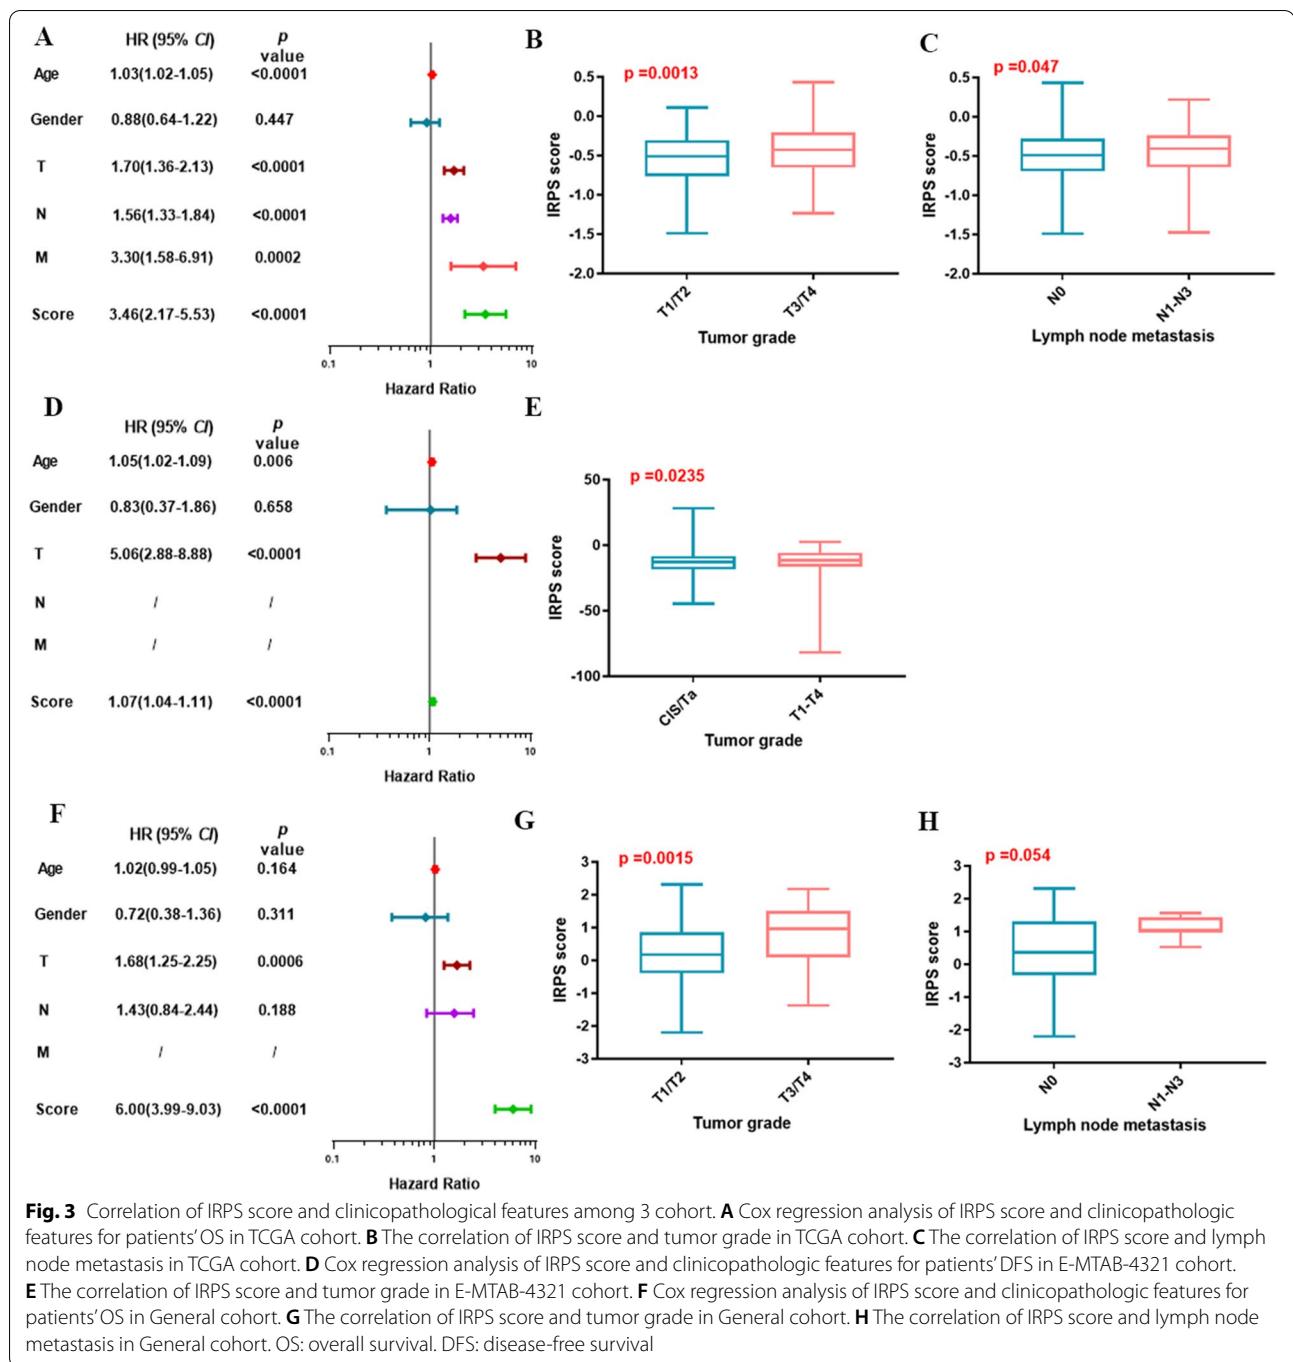 A
HR (95% CI) p value
Age 1.03(1.02-1.05) <0.0001
Gender 0.88(0.64-1.22) 0.447
T 1.70(1.36-2.13) <0.0001
N 1.56(1.33-1.84) <0.0001
M 3.30(1.58-6.91) 0.0002
Score 3.46(2.17-5.53) <0.0001
0.1 1 10
Hazard Ratio
B
p =0.0013
IRPS score
0.5
0.0
-0.5
-1.0
-1.5
-2.0
T1/T2 T3/T4
Tumor grade
C
p =0.047
IRPS score
0.5
0.0
-0.5
-1.0
-1.5
-2.0
N0 N1-N3
Lymph node metastasis
D
HR (95% CI) p value
Age 1.05(1.02-1.09) 0.006
Gender 0.83(0.37-1.86) 0.658
T 5.06(2.88-8.88) <0.0001
N / /
M / /
Score 1.07(1.04-1.11) <0.0001
0.1 1 10
Hazard Ratio
E
p =0.0235
IRPS score
50
0
-50
-100
CIS/Ta T1-T4
Tumor grade
F
HR (95% CI) p value
Age 1.02(0.99-1.05) 0.164
Gender 0.72(0.38-1.36) 0.311
T 1.68(1.25-2.25) 0.0006
N 1.43(0.84-2.44) 0.188
M / /
Score 6.00(3.99-9.03) <0.0001
0.1 1 10
Hazard Ratio
G
p =0.0015
IRPS score
3
2
1
0
-1
-2
-3
T1/T2 T3/T4
Tumor grade
H
p =0.054
IRPS score
3
2
1
0
-1
-2
-3
N0 N1-N3
Lymph node metastasis
Fig. 3 Correlation of IRPS score and clinicopathological features among 3 cohort. A Cox regression analysis of IRPS score and clinicopathologic
features for patients' OS in TCGA cohort. B The correlation of IRPS score and tumor grade in TCGA cohort. C The correlation of IRPS score and lymph
node metastasis in TCGA cohort. D Cox regression analysis of IRPS score and clinicopathologic features for patients' DFS in E-MTAB-4321 cohort.
E The correlation of IRPS score and tumor grade in E-MTAB-4321 cohort. F Cox regression analysis of IRPS score and clinicopathologic features for
patients' OS in General cohort. G The correlation of IRPS score and tumor grade in General cohort. H The correlation of IRPS score and lymph node
metastasis in General cohort. OS: overall survival. DFS: disease-free survival